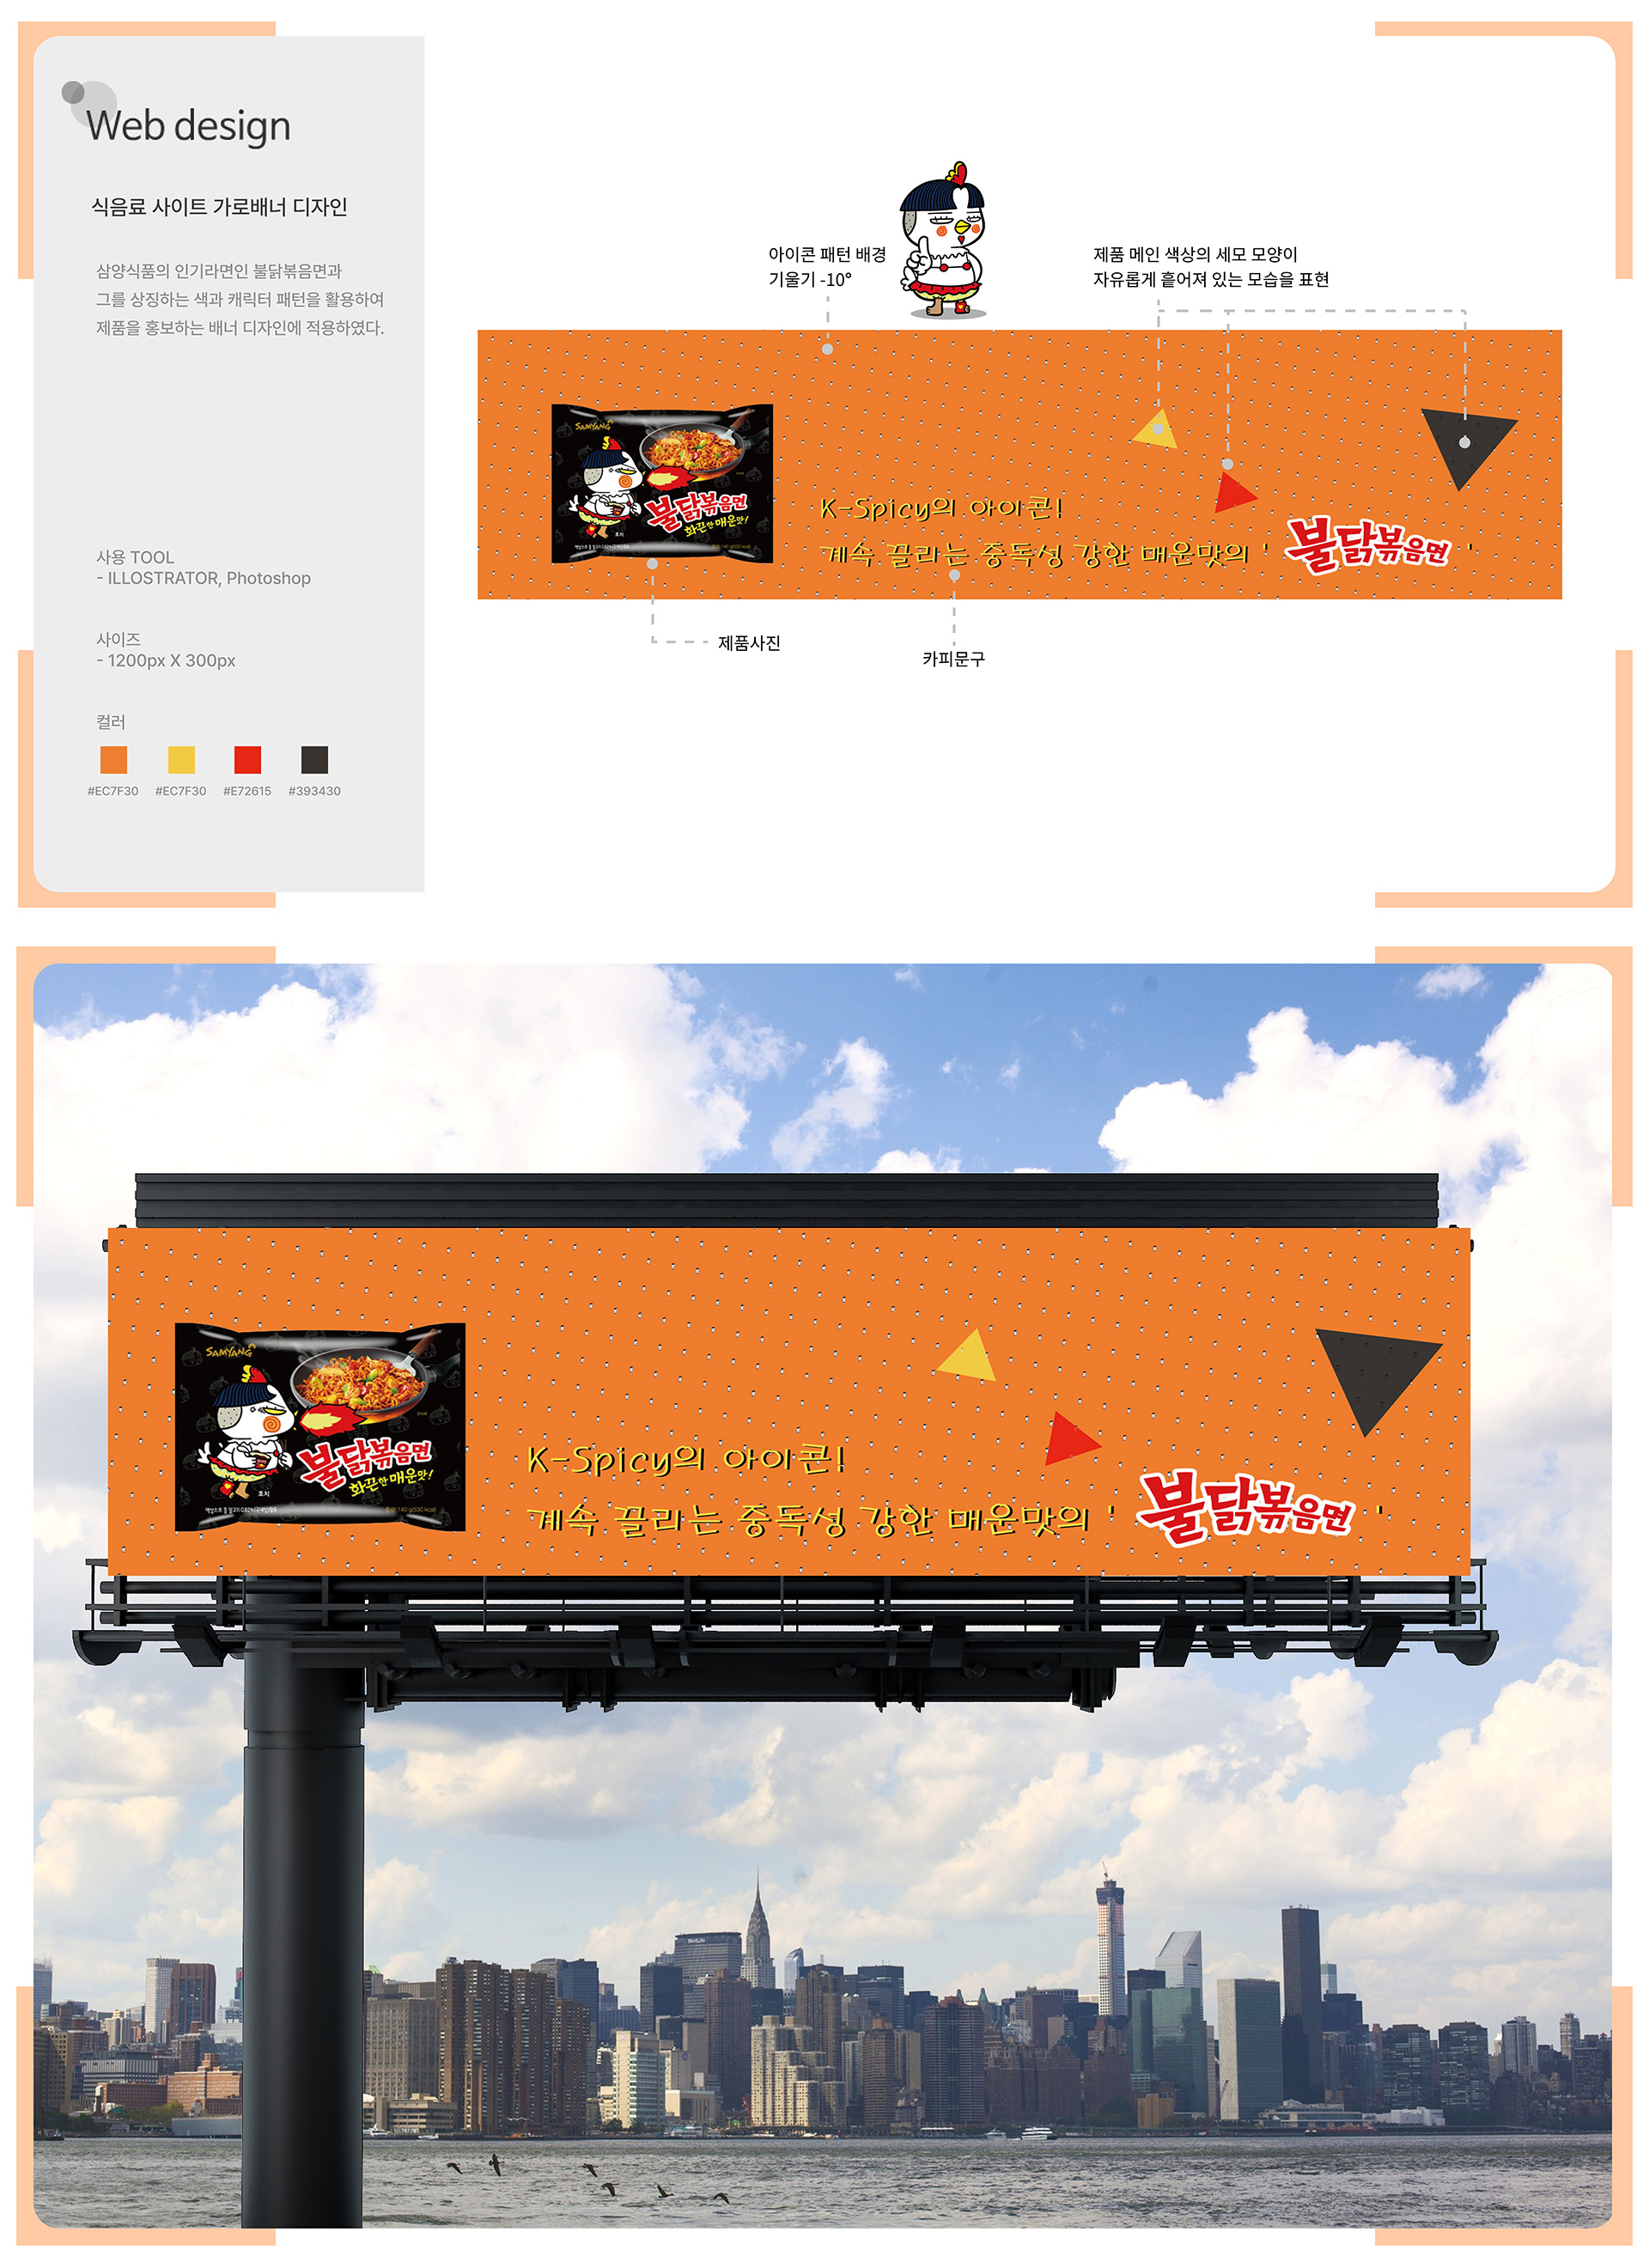 Web design
식음료 사이트 가로배너 디자인
삼양식품의 인기라면인 불닭볶음면과
그를 상징하는 색과 캐릭터 패턴을 활용하여
제품을 홍보하는 배너 디자인에 적용하였다.
사용 TOOL
- ILLOSTRATOR, Photoshop
사이즈
- 1200px X 300px
컬러
#EC7F30 #EC7F30 #E72615 #393430
아이콘 패턴 배경
기울기 -10°
제품 메인 색상의 세모 모양이
자유롭게 흩어져 있는 모습을 표현
SAMYANG
불닭볶음면
화끈한 매운맛!
호치
K-Spicy의 아이콘!
계속 끌리는 중독성 강한 매운맛의 ' 불닭볶음면 '
제품사진
카피문구
SAMYANG
불닭볶음면
화끈한 매운맛!
호치
140 g(530 kcal)
K-Spicy의 아이콘!
계속 끌리는 중독성 강한 매운맛의 ' 불닭볶음면 '
MetLife